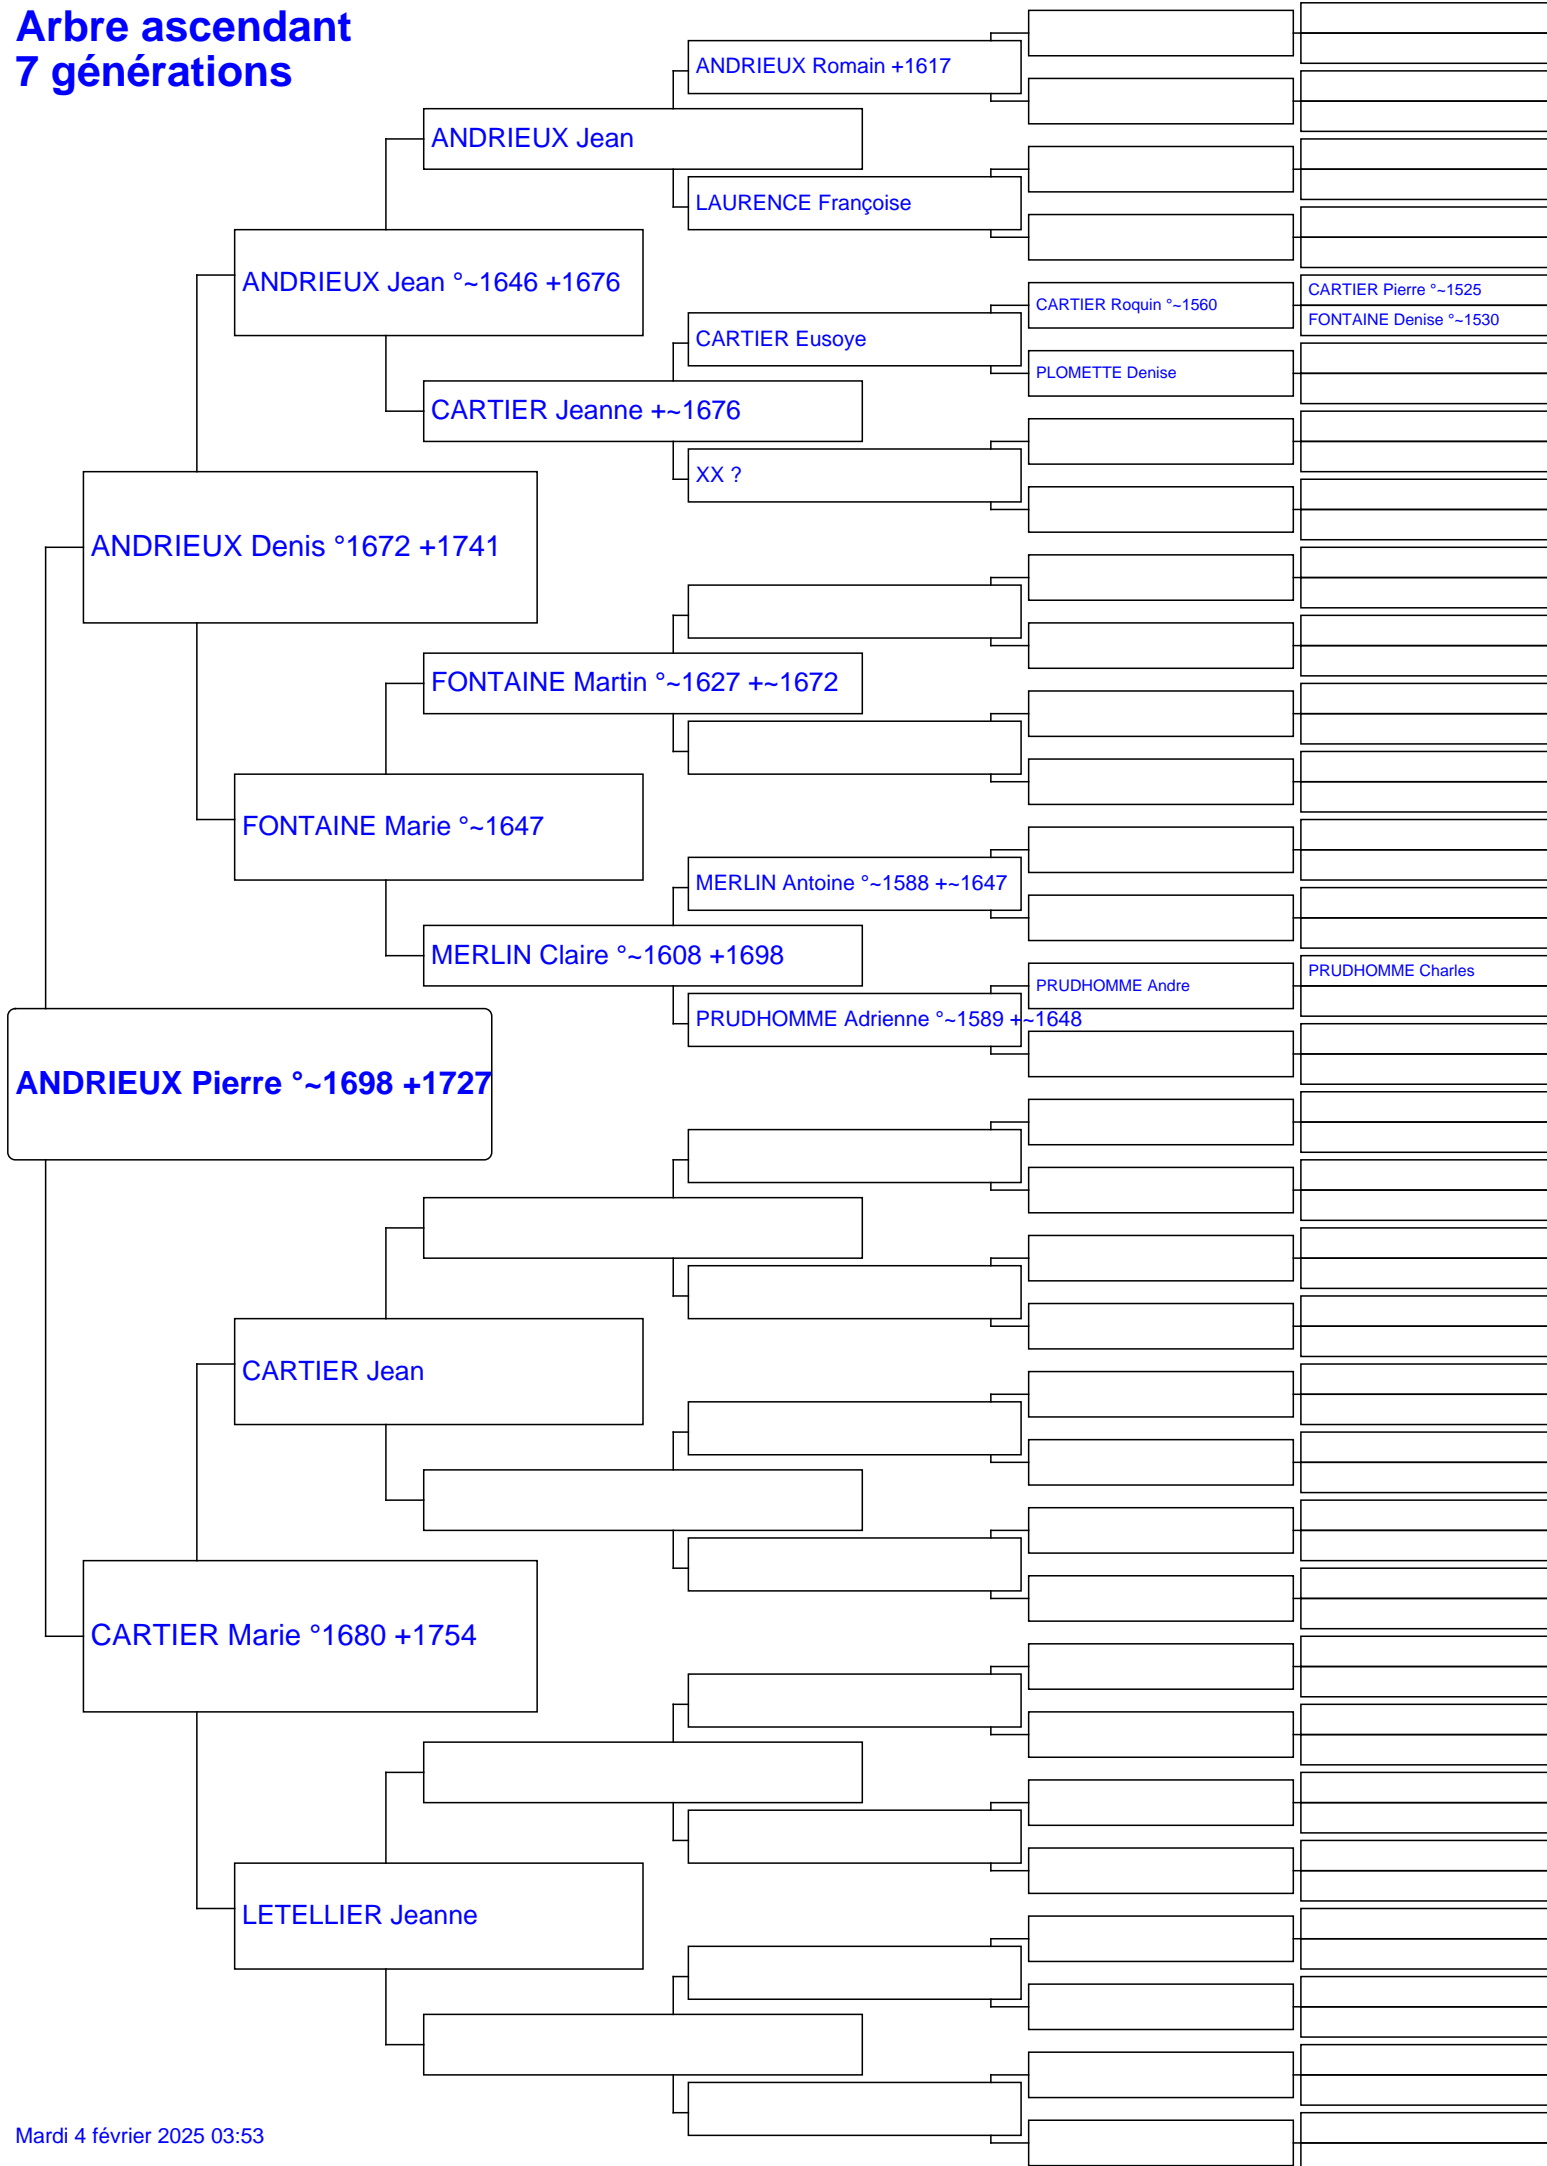 Arbre ascendant
7 générations
ANDRIEUX Romain +1617
ANDRIEUX Jean
LAURENCE Françoise
ANDRIEUX Jean °~1646 +1676
CARTIER Pierre °~1525
CARTIER Roquin °~1560
FONTAINE Denise °~1530
CARTIER Eusoye
PLOMETTE Denise
CARTIER Jeanne +~1676
XX ?
ANDRIEUX Denis °1672 +1741
FONTAINE Martin °~1627 +~1672
FONTAINE Marie °~1647
MERLIN Antoine °~1588 +~1647
MERLIN Claire °~1608 +1698
PRUDHOMME Charles
PRUDHOMME Andre
PRUDHOMME Adrienne °~1589 +~1648
ANDRIEUX Pierre °~1698 +1727
CARTIER Jean
CARTIER Marie °1680 +1754
LETELLIER Jeanne
Mardi 4 février 2025 03:53